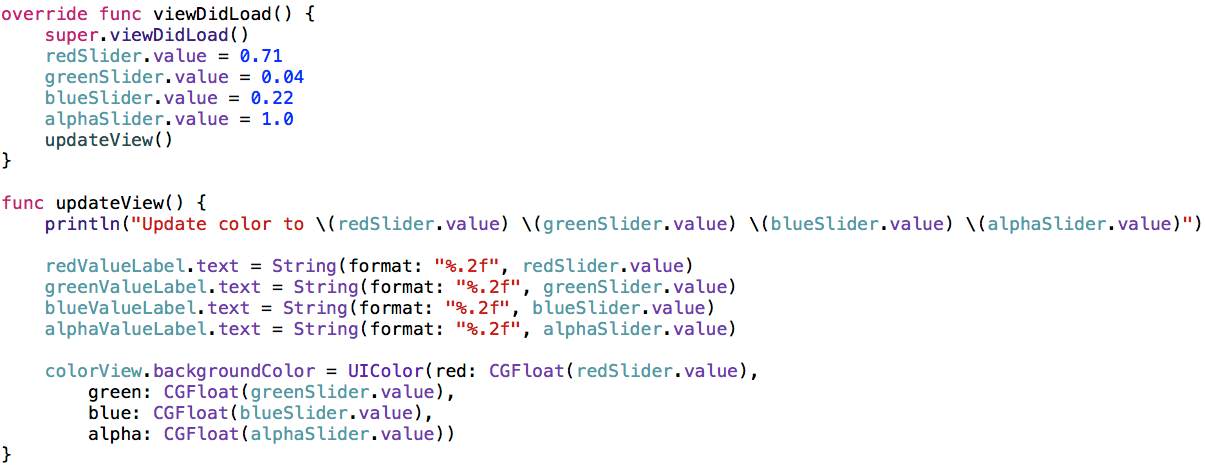 override func viewDidLoad() {
    super.viewDidLoad()
    redSlider.value = 0.71
    greenSlider.value = 0.04
    blueSlider.value = 0.22
    alphaSlider.value = 1.0
    updateView()
}

func updateView() {
    println("Update color to \(redSlider.value) \(greenSlider.value) \(blueSlider.value) \(alphaSlider.value)")

    redValueLabel.text = String(format: "%.2f", redSlider.value)
    greenValueLabel.text = String(format: "%.2f", greenSlider.value)
    blueValueLabel.text = String(format: "%.2f", blueSlider.value)
    alphaValueLabel.text = String(format: "%.2f", alphaSlider.value)

    colorView.backgroundColor = UIColor(red: CGFloat(redSlider.value),
        green: CGFloat(greenSlider.value),
        blue: CGFloat(blueSlider.value),
        alpha: CGFloat(alphaSlider.value))
}